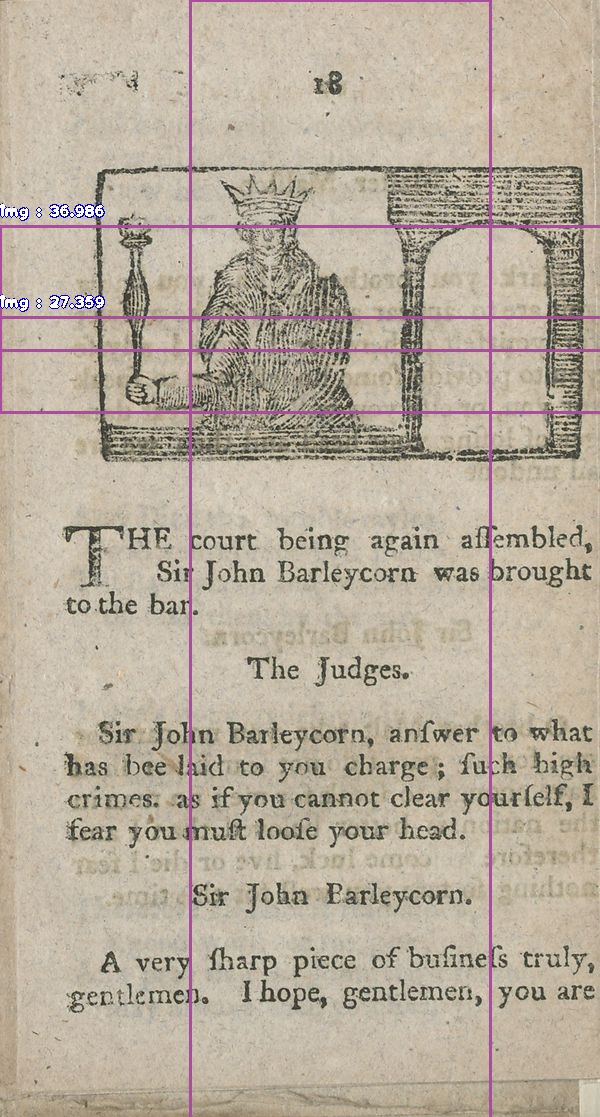 18
img : 36.986
img : 27.359
THE court being again aſſembled,
Sir John Barleycorn was brought
to the bar.
The Judges.
Sir John Barleycorn, anſwer to what
has bee laid to you charge ; ſuch high
crimes. as if you cannot clear yourſelf, I
fear you muſt looſe your head.
Sir John Barleycorn.
A very ſharp piece of buſineſs truly,
gentlemen. I hope, gentlemen, you are